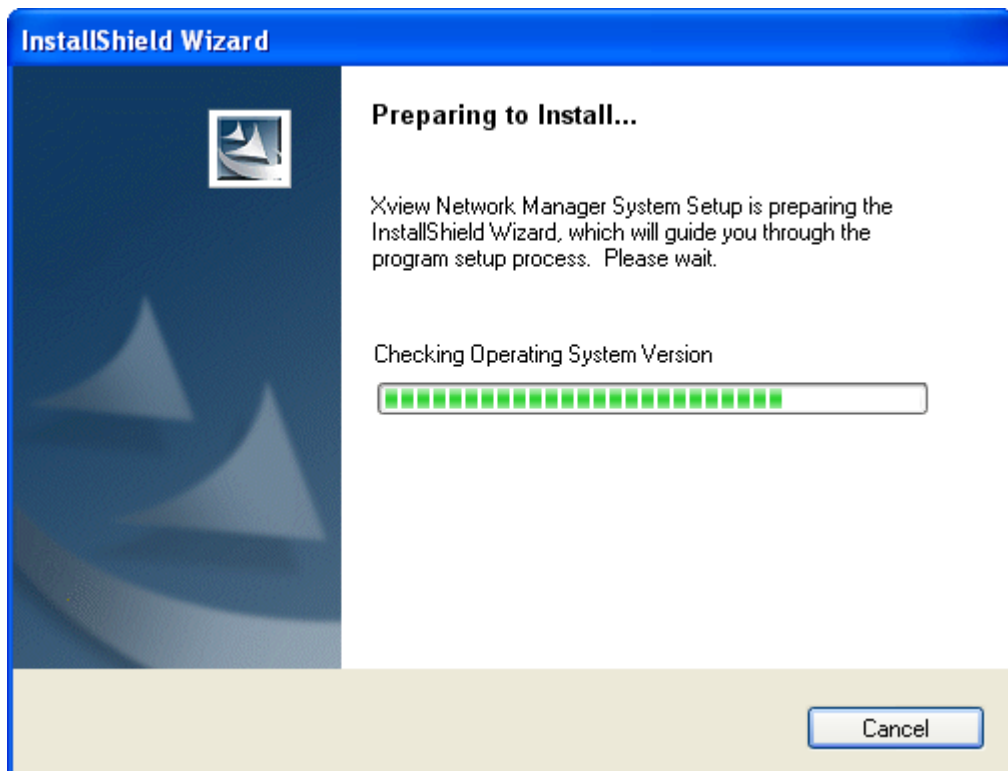 InstallShield Wizard
Preparing to Install...
Xview Network Manager System Setup is preparing the
InstallShield Wizard, which will guide you through the
program setup process.  Please wait.
Checking Operating System Version
Cancel